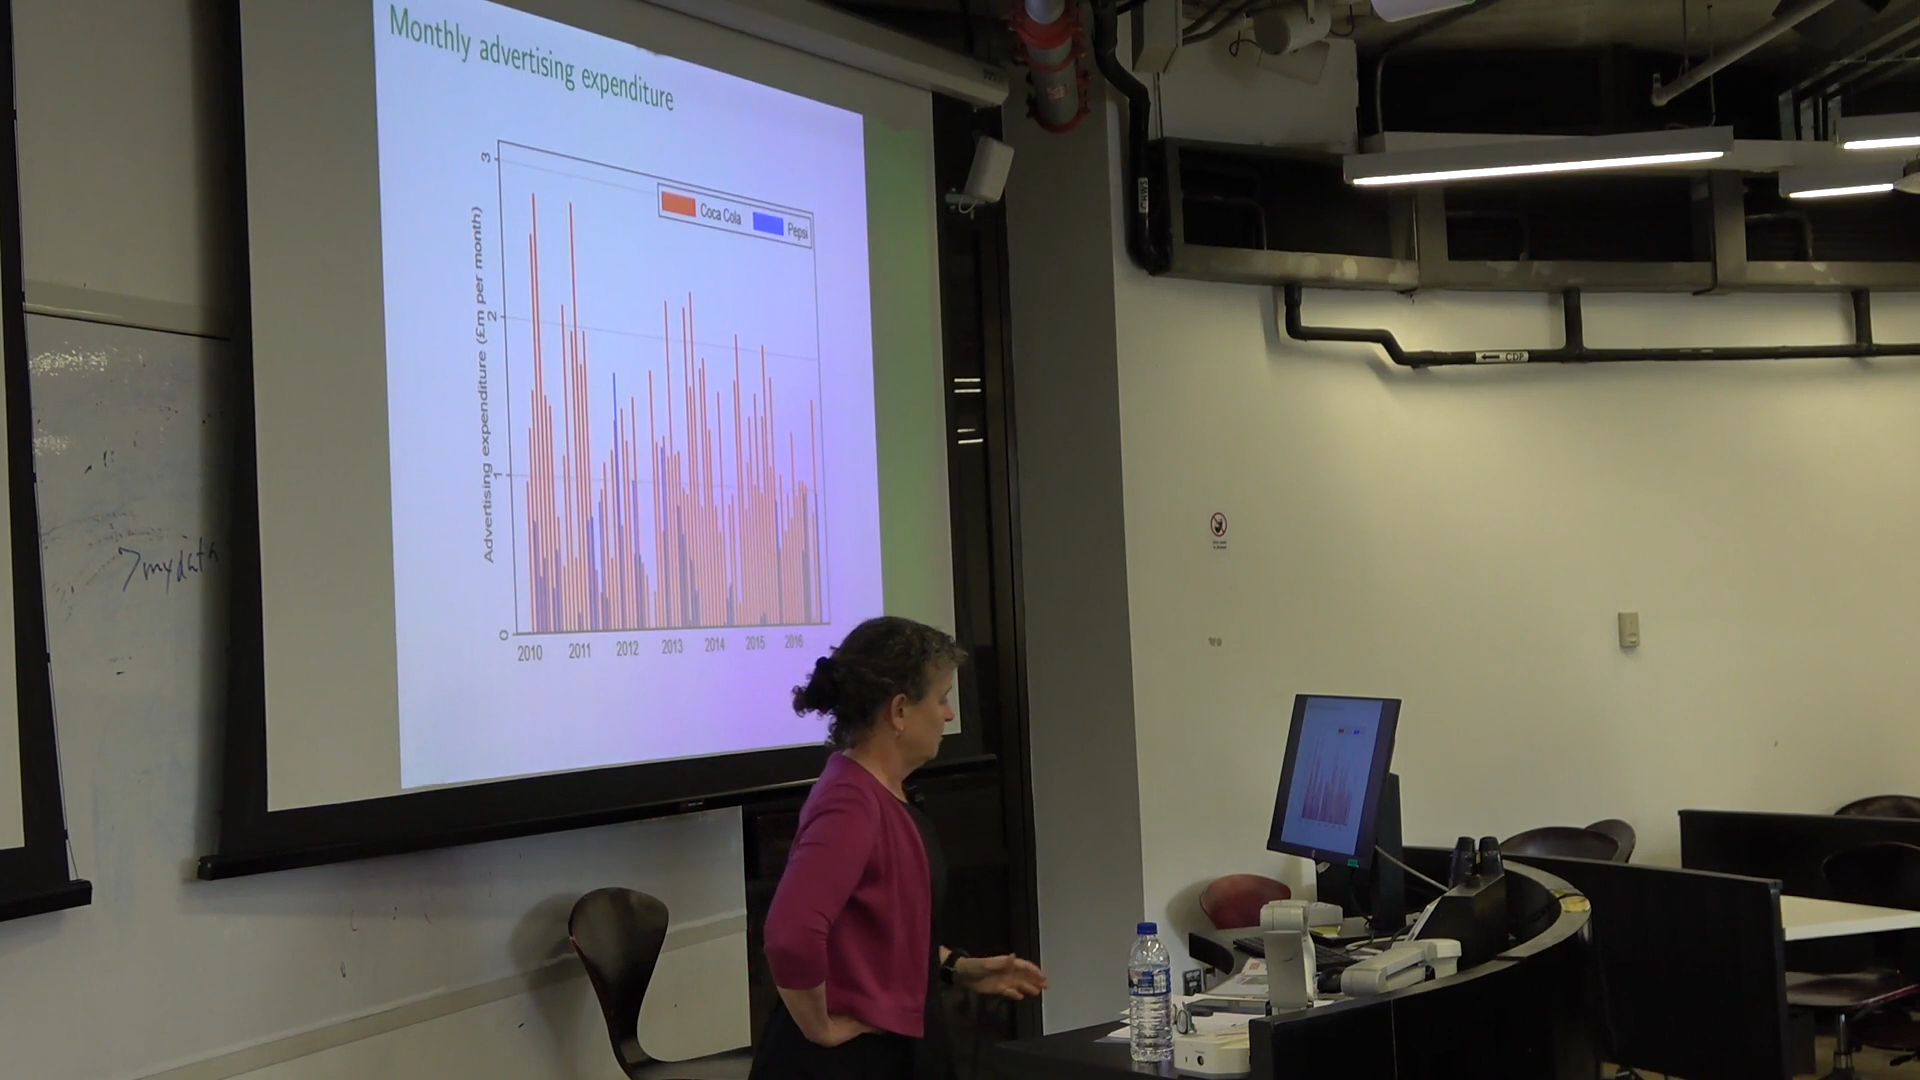 Monthly advertising expenditure
3
2
1
0
Advertising expenditure (£m per month)
Coca Cola
Pepsi
2010 2011 2012 2013 2014 2015 2016
>mydata
CDP